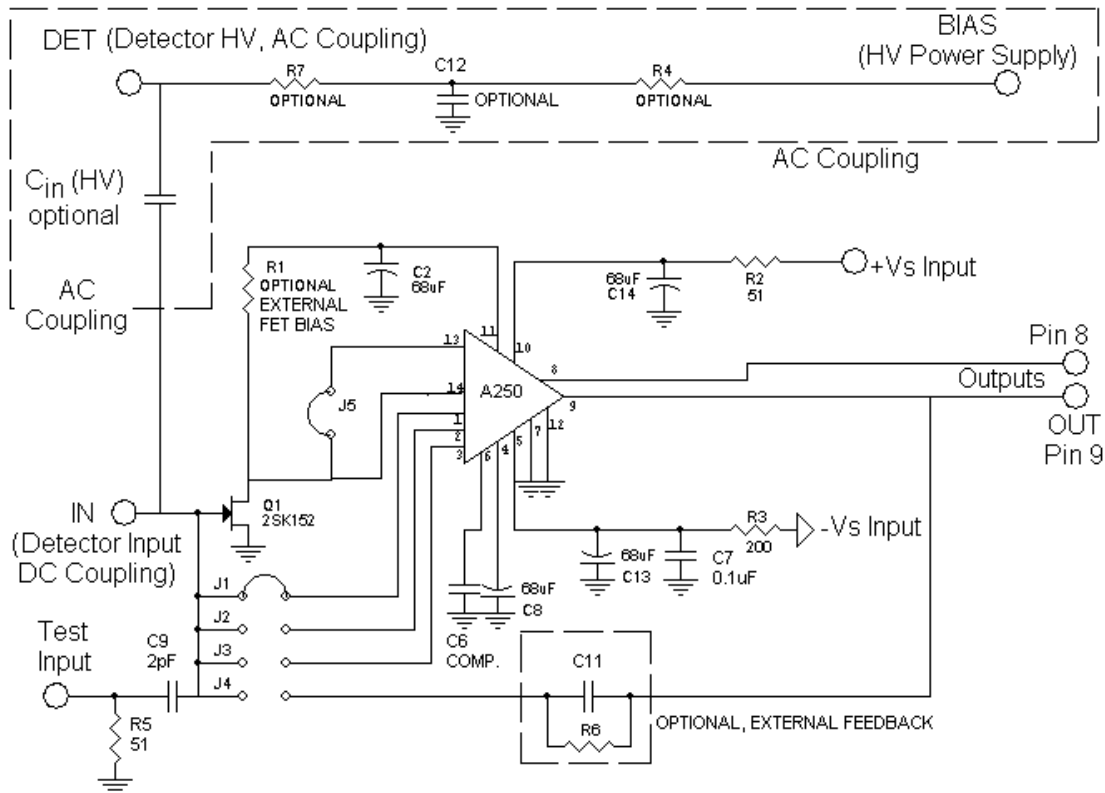 DET (Detector HV, AC Coupling)
BIAS
(HV Power Supply)
R7
OPTIONAL
C12
OPTIONAL
R4
OPTIONAL
AC Coupling
Cin (HV)
optional
AC
Coupling
R1
OPTIONAL
EXTERNAL
FET BIAS
C2
68uF
68uF
C14
R2
51
+Vs Input
11
10
13
14
1
2
3
A250
8
9
12
7
5
4
6
J5
Pin 8
Outputs
OUT
Pin 9
IN
(Detector Input
DC Coupling)
Q1
2SK152
68uF
C13
C7
0.1uF
R3
200
-Vs Input
J1
J2
J3
J4
68uF
C8
C6
COMP.
Test
Input
C9
2pF
R5
51
C11
R6
OPTIONAL, EXTERNAL FEEDBACK